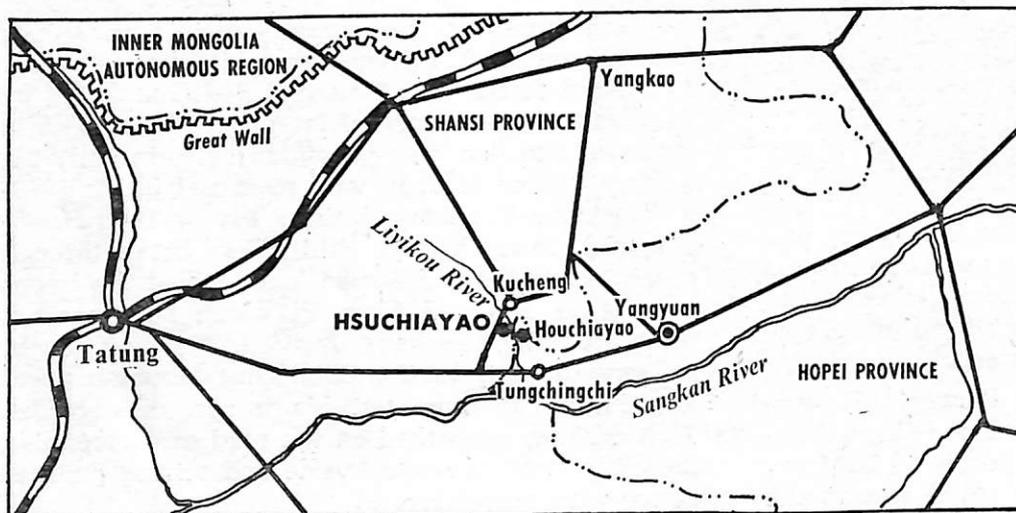 INNER MONGOLIA
AUTONOMOUS REGION
Great Wall
Yangkao
SHANSI PROVINCE
Liyikou River
Kucheng
Yangyuan
HSUCHIAYAO
Houchiayao
Tatung
Tungchingchi
Sangkan River
HOPEI PROVINCE